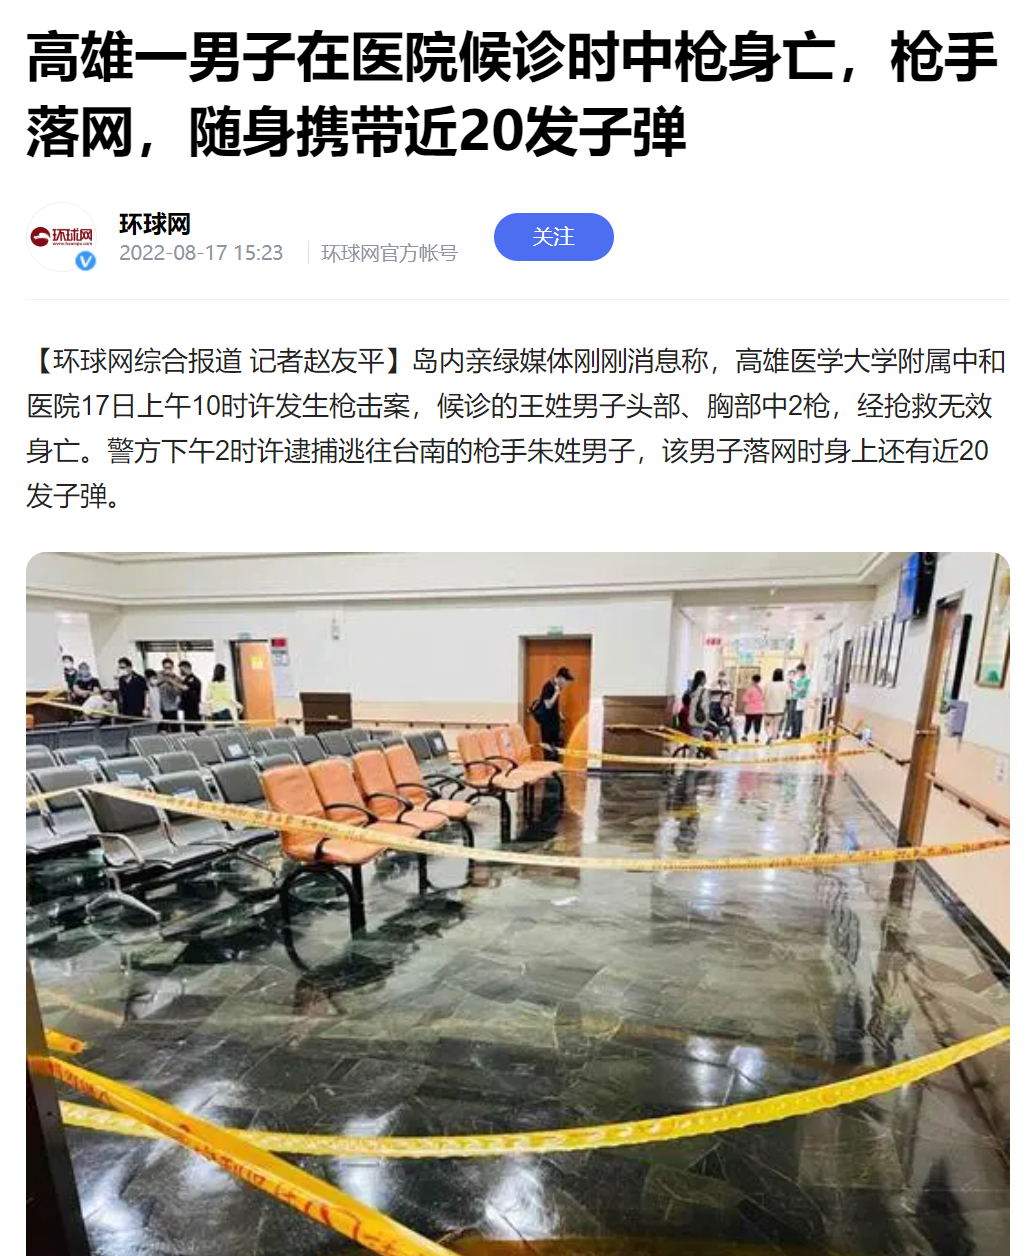 高雄一男子在医院候诊时中枪身亡，枪手
落网，随身携带近20发子弹
环球网
www.huanqiu.com
环球网
2022-08-17 15:23
环球网官方帐号
关注
【环球网综合报道 记者赵友平】岛内亲绿媒体刚刚消息称，高雄医学大学附属中和
医院17日上午10时许发生枪击案，候诊的王姓男子头部、胸部中2枪，经抢救无效
身亡。警方下午2时许逮捕逃往台南的枪手朱姓男子，该男子落网时身上还有近20
发子弹。